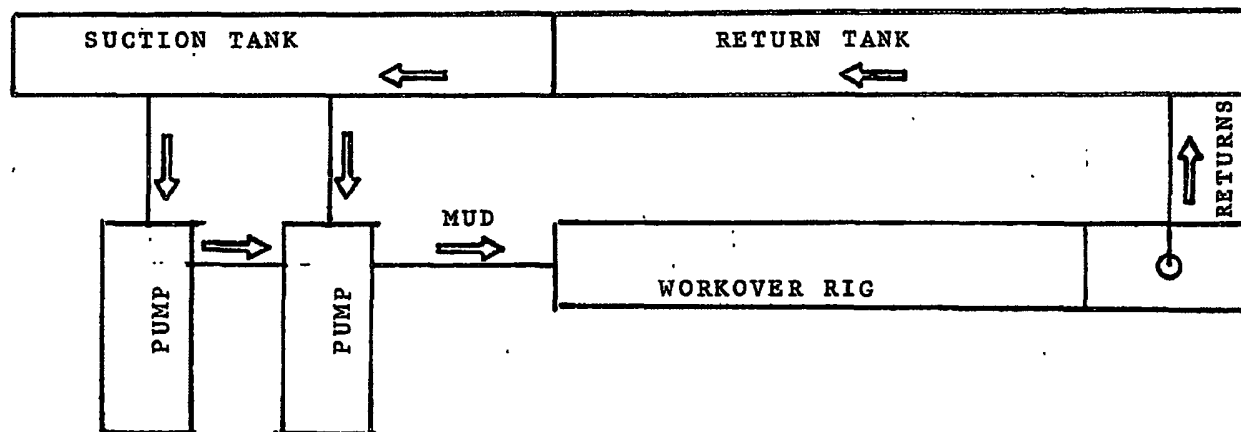 SUCTION TANK
RETURN TANK
RETURNS
MUD
PUMP
PUMP
WORKOVER RIG